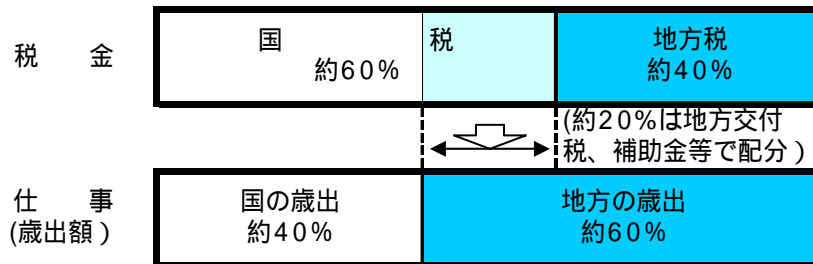 税 金
国 税
約60%
地方税
約40%
(約20%は地方交付
税、補助金等で配分）
仕 事
(歳出額）
国の歳出
約40%
地方の歳出
約60%